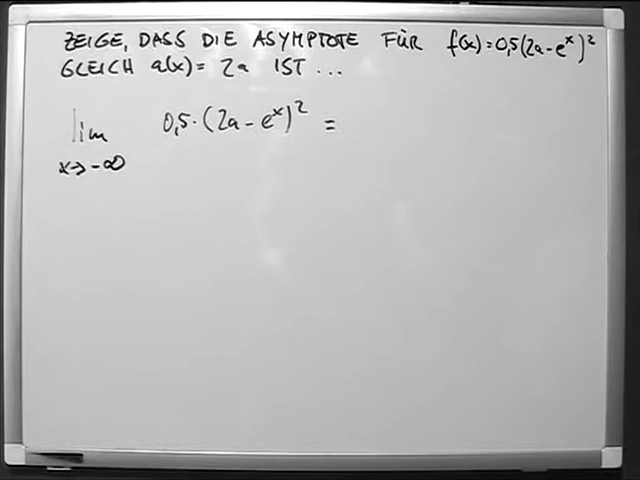 ZEIGE, DASS DIE ASYMPTOTE FÜR f(x)=0,5(2a-e^x)^2
GLEICH a(x)= 2a IST ...
lim 0,5·(2a-e^x)^2 =
x→-∞